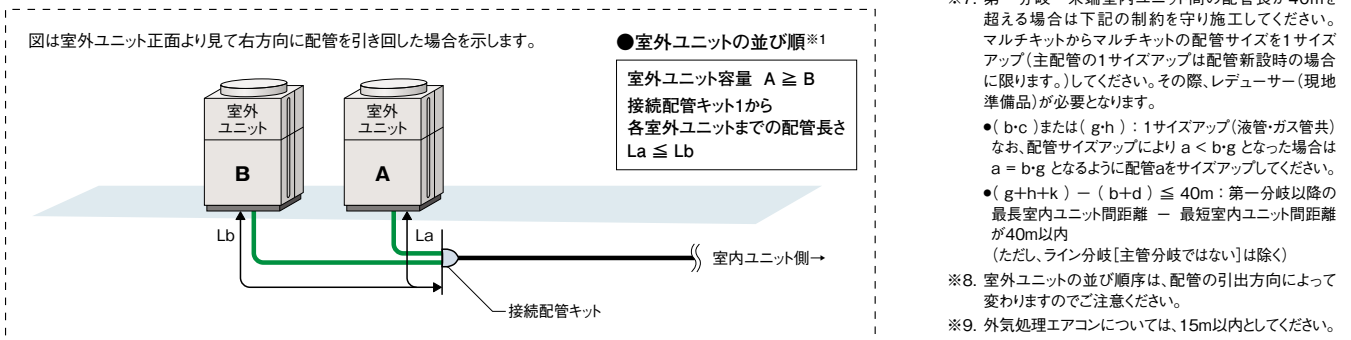 図は室外ユニット正面より見て右方向に配管を引き回した場合を示します。
●室外ユニットの並び順※1
室外ユニット容量 A ≧ B
接続配管キット1から
各室外ユニットまでの配管長さ
La ≦ Lb
室外
ユニット
B
室外
ユニット
A
Lb
La
室内ユニット側→
接続配管キット
超える場合は下記の制約を守り施工してください。
マルチキットからマルチキットの配管サイズを1サイズ
アップ(主配管の1サイズアップは配管新設時の場合
に限ります。)してください。その際、レデューサー(現地
準備品)が必要となります。
●( b・c )または( g・h ) : 1サイズアップ(液管・ガス管共)
なお、配管サイズアップにより a < b・g となった場合は
a = b・g となるように配管aをサイズアップしてください。
●( g+h+k ) − ( b+d ) ≦ 40m : 第一分岐以降の
最長室内ユニット間距離 − 最短室内ユニット間距離
が40m以内
(ただし、ライン分岐[主管分岐ではない]は除く)
※8. 室外ユニットの並び順序は、配管の引出方向によって
変わりますのでご注意ください。
※9. 外気処理エアコンについては、15m以内としてください。